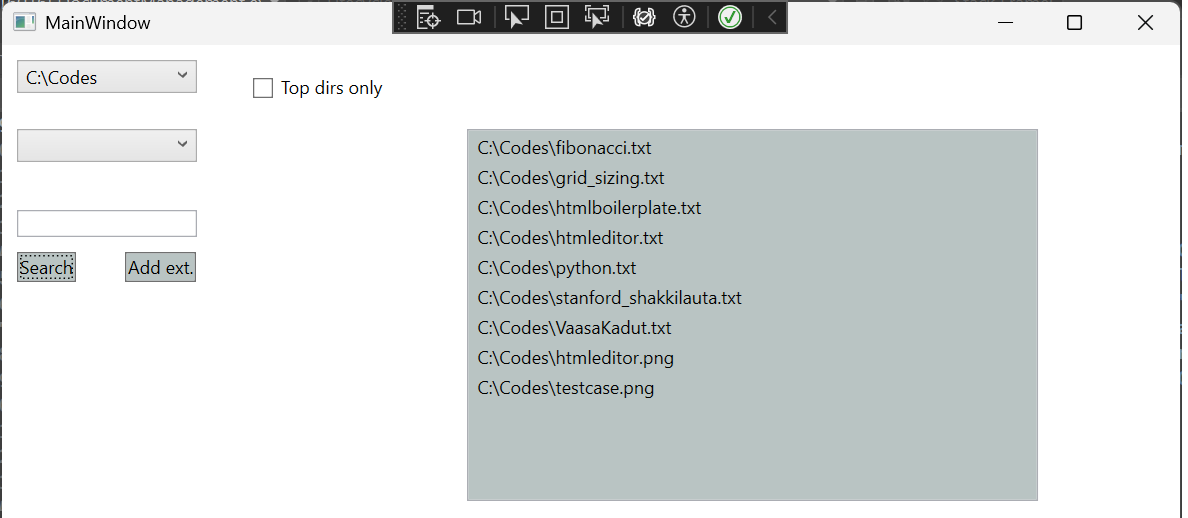 MainWindow
C:\Codes
Top dirs only
Search
Add ext.
C:\Codes\fibonacci.txt
C:\Codes\grid_sizing.txt
C:\Codes\htmlboilerplate.txt
C:\Codes\htmleditor.txt
C:\Codes\python.txt
C:\Codes\stanford_shakkilauta.txt
C:\Codes\VaasaKadut.txt
C:\Codes\htmleditor.png
C:\Codes\testcase.png